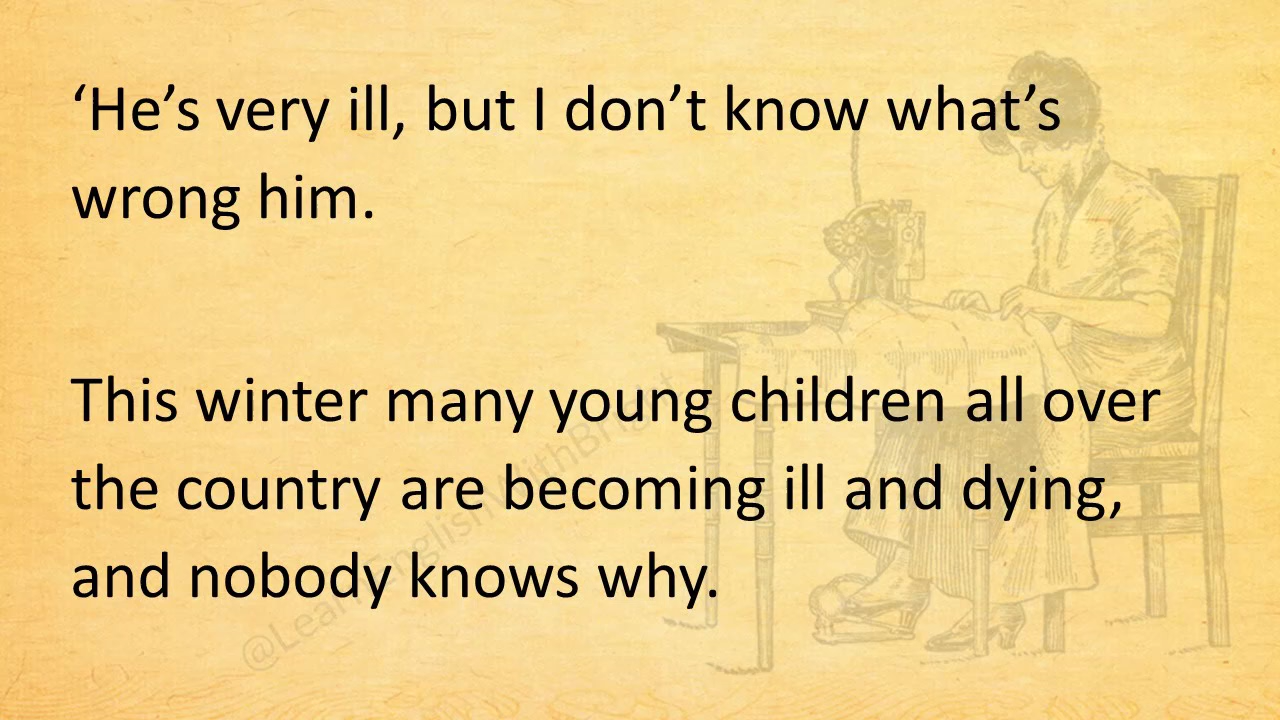 ‘He’s very ill, but I don’t know what’s
wrong him.
This winter many young children all over
the country are becoming ill and dying,
and nobody knows why.